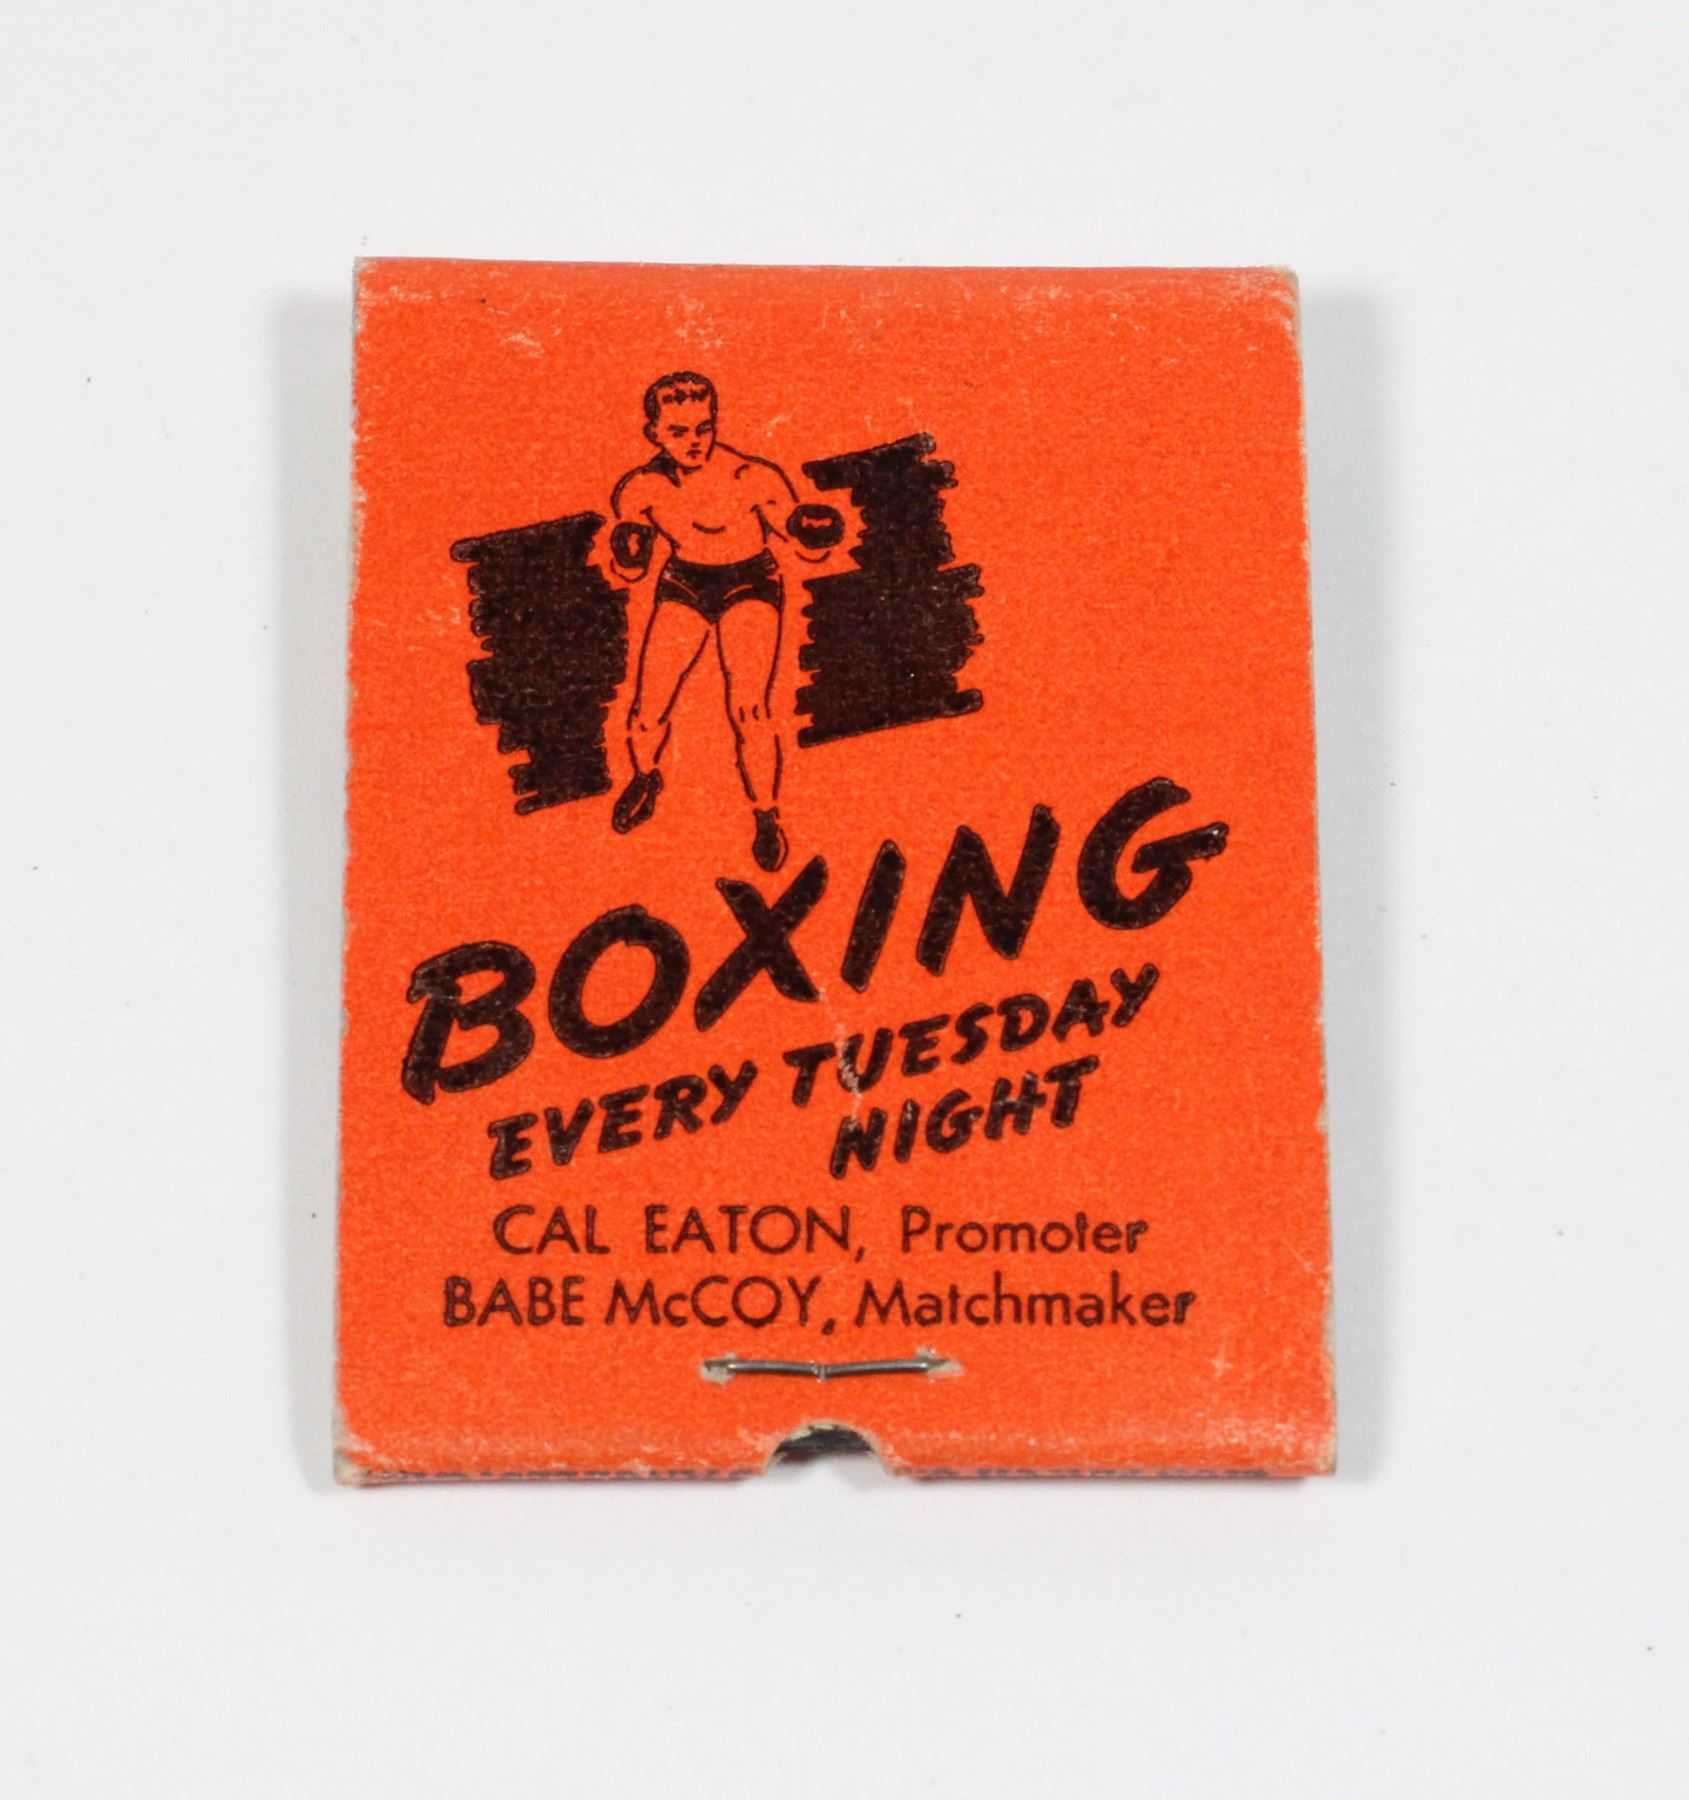 BOXING
EVERY TUESDAY
NIGHT
CAL EATON, Promoter
BABE McCOY, Matchmaker